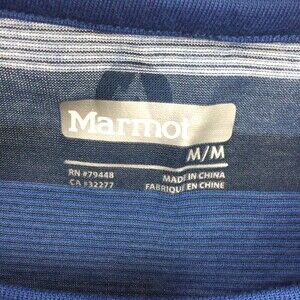 Marmot
M/M
RN #79448
CA #32277
MADE IN CHINA
FABRIQUÉ EN CHINE